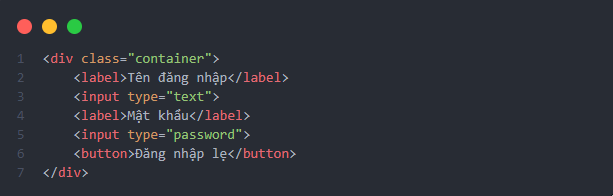 1 <div class="container">
2     <label>Tên đăng nhập</label>
3     <input type="text">
4     <label>Mật khẩu</label>
5     <input type="password">
6     <button>Đăng nhập lẹ</button>
7 </div>